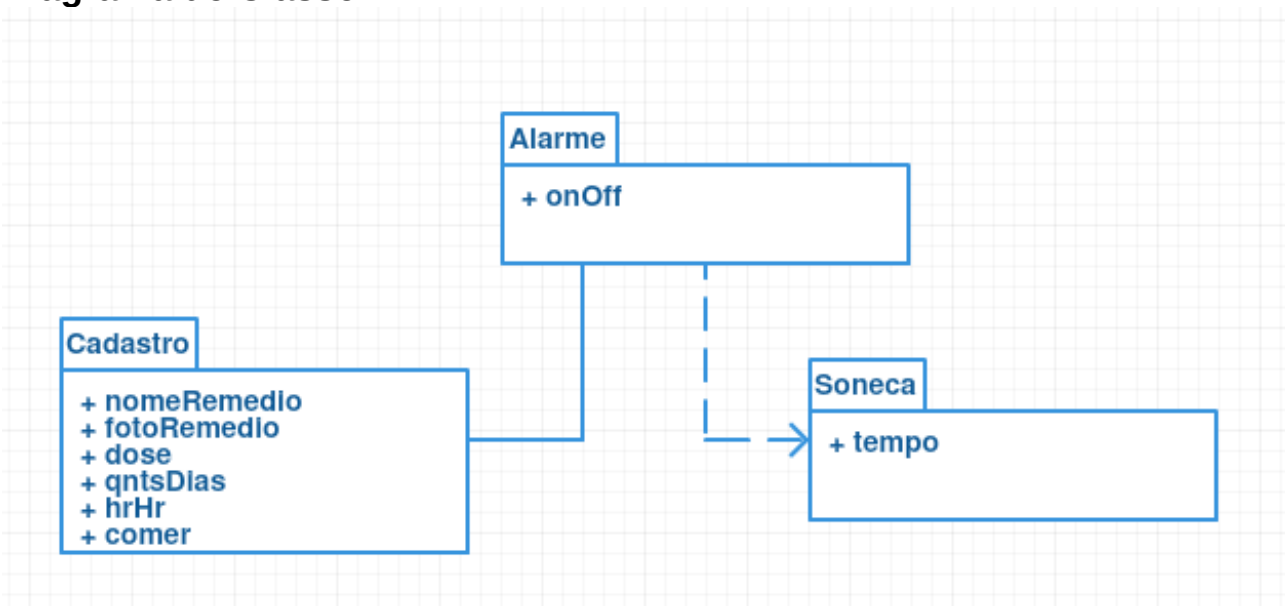 Alarme
+ onOff
Cadastro
+ nomeRemedio
+ fotoRemedio
+ dose
+ qntsDias
+ hrHr
+ comer
Soneca
+ tempo